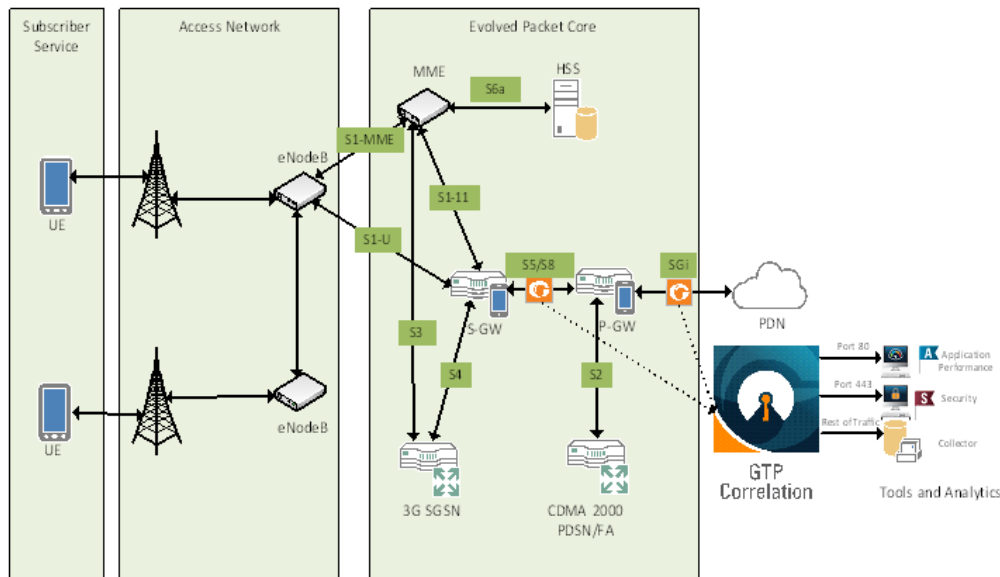 Subscriber
Service
Access Network
Evolved Packet Core
MME
HSS
S6a
S1-MME
eNodeB
S1-11
UE
S1-U
S5/S8
SGi
S-GW
P-GW
PDN
S3
S4
S2
Port 80
A
Application
Performance
Port 443
S
Security
Rest of Traffic
Collector
UE
eNodeB
GTP
Correlation
Tools and Analytics
3G SGSN
CDMA 2000
PDSN/FA